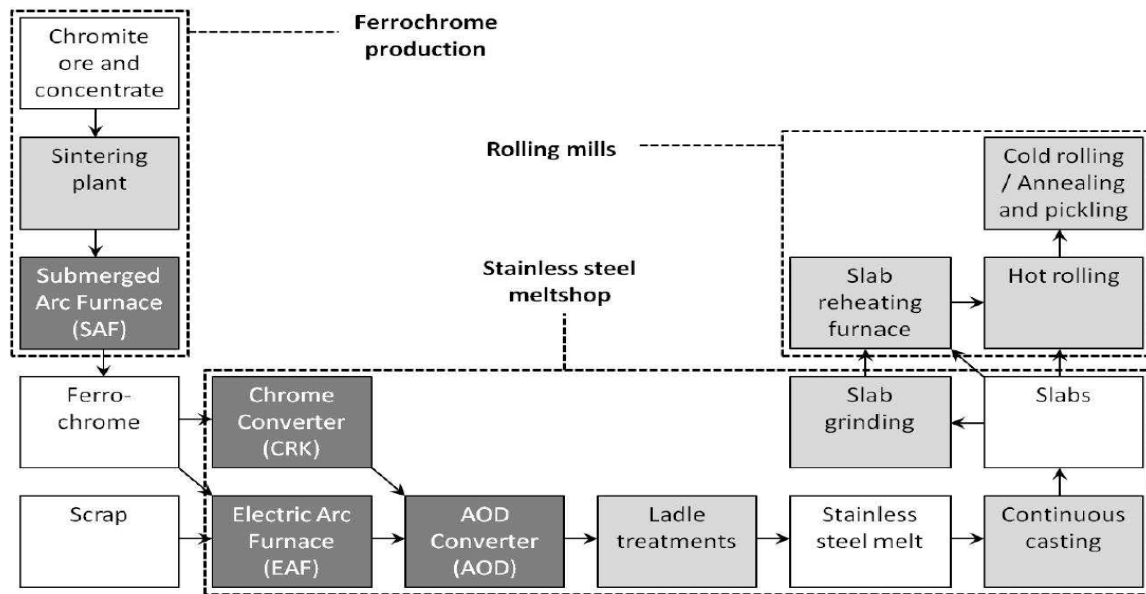 Chromite
ore and
concentrate
Ferrochrome
production
Sintering
plant
Rolling mills
Cold rolling
/ Annealing
and pickling
Submerged
Arc Furnace
(SAF)
Stainless steel
meltshop
Slab
reheating
furnace
Hot rolling
Ferro-
chrome
Chrome
Converter
(CRK)
Slab
grinding
Slabs
Scrap
Electric Arc
Furnace
(EAF)
AOD
Converter
(AOD)
Ladle
treatments
Stainless
steel melt
Continuous
casting